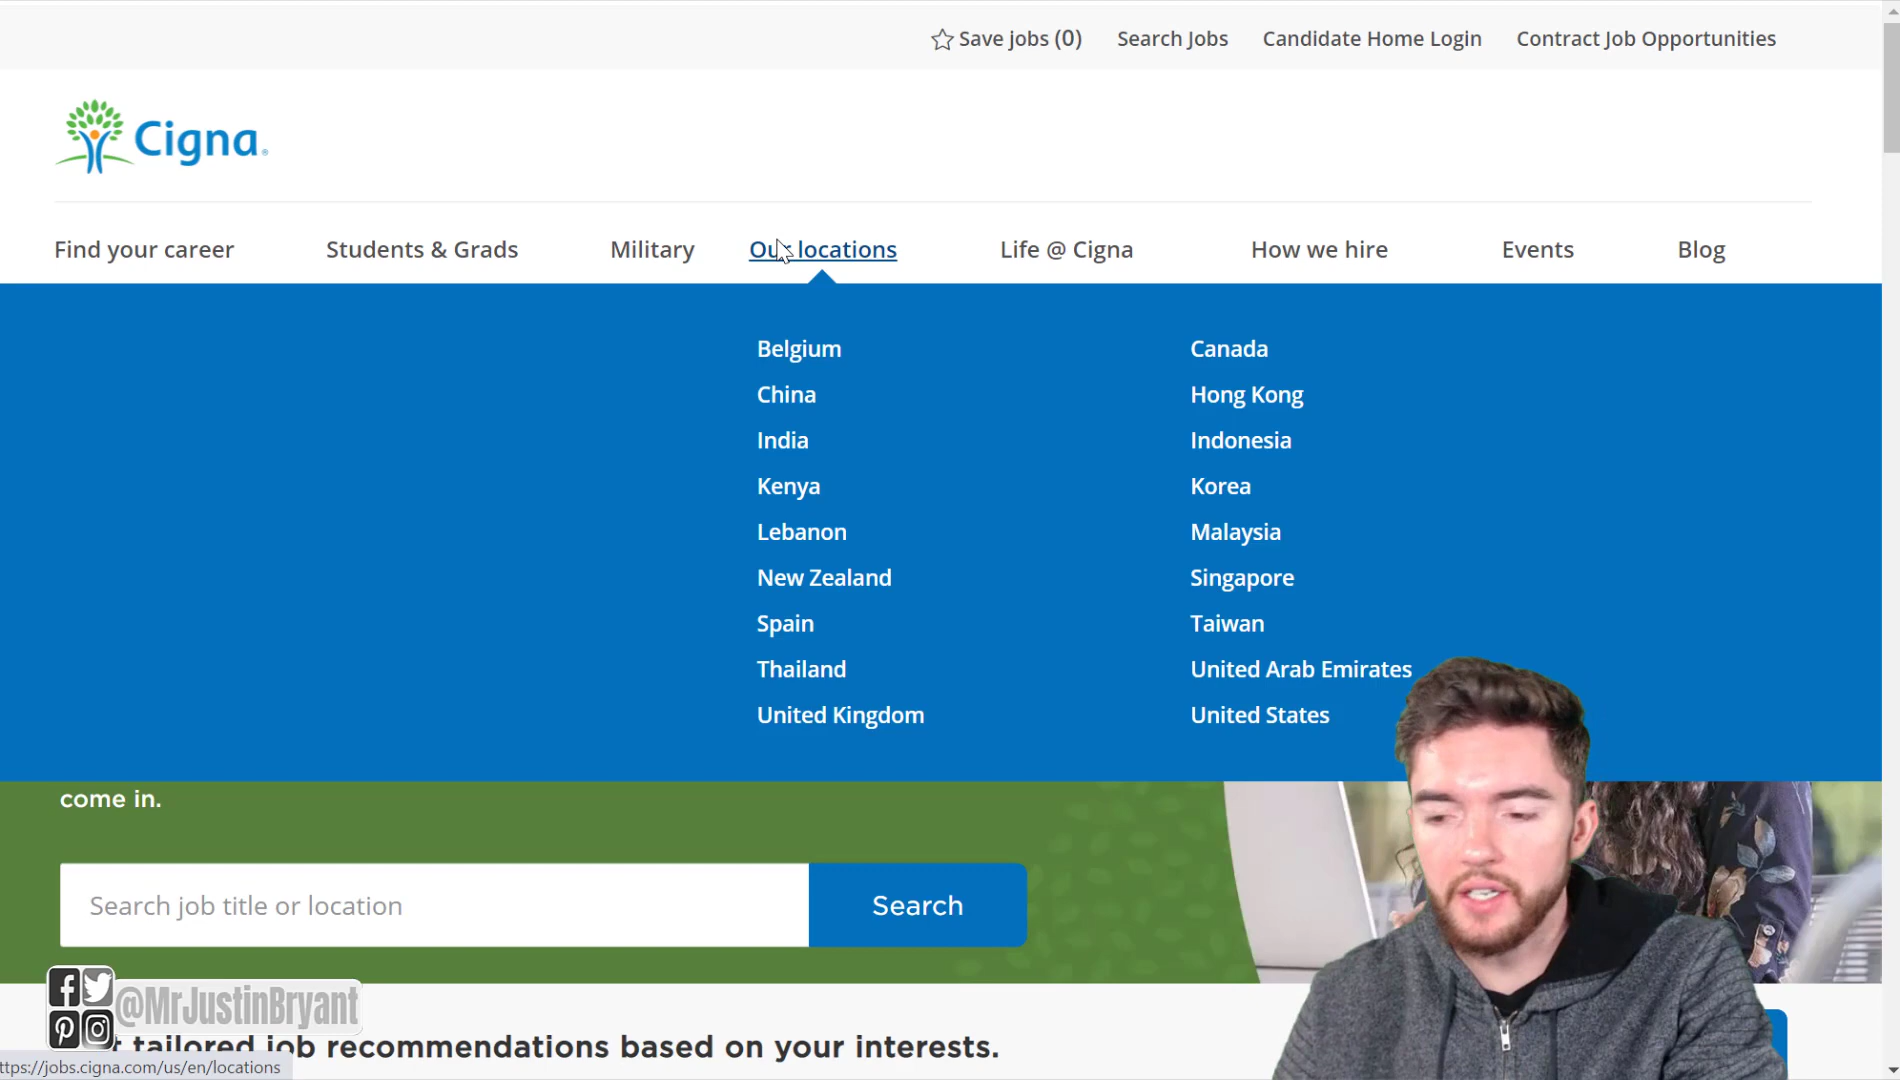 Save jobs (0) Search Jobs Candidate Home Login Contract Job Opportunities
Cigna®
Find your career Students & Grads Military Our locations Life @ Cigna How we hire Events Blog
Belgium Canada
China Hong Kong
India Indonesia
Kenya Korea
Lebanon Malaysia
New Zealand Singapore
Spain Taiwan
Thailand United Arab Emirates
United Kingdom United States
come in.
Search job title or location Search
@MrJustinBryant
tailored job recommendations based on your interests.
ttps://jobs.cigna.com/us/en/locations